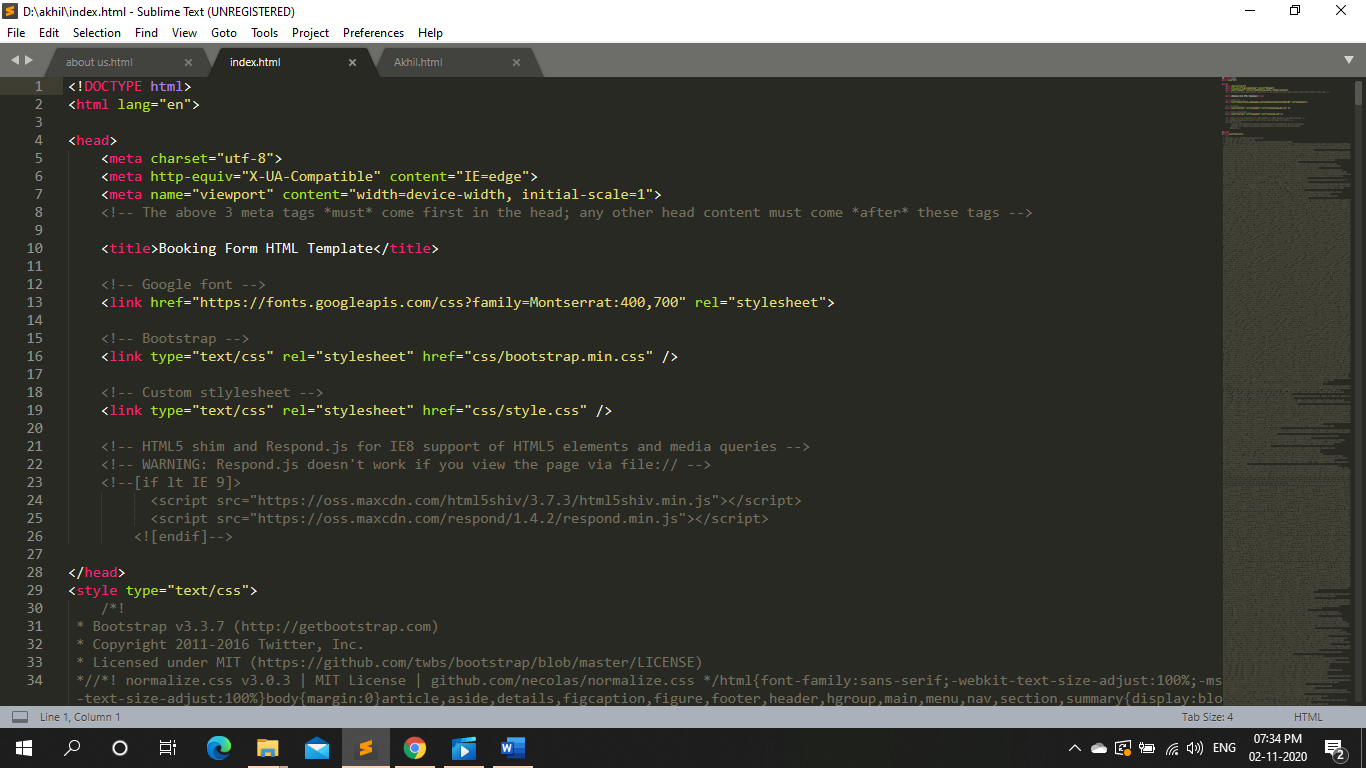 D:\akhil\index.html - Sublime Text (UNREGISTERED)
File Edit Selection Find View Goto Tools Project Preferences Help
about us.html × index.html × Akhil.html ×
1 <!DOCTYPE html>
2 <html lang="en">
3
4 <head>
5 <meta charset="utf-8">
6 <meta http-equiv="X-UA-Compatible" content="IE=edge">
7 <meta name="viewport" content="width=device-width, initial-scale=1">
8 <!-- The above 3 meta tags *must* come first in the head; any other head content must come *after* these tags -->
9
10 <title>Booking Form HTML Template</title>
11
12 <!-- Google font -->
13 <link href="https://fonts.googleapis.com/css?family=Montserrat:400,700" rel="stylesheet">
14
15 <!-- Bootstrap -->
16 <link type="text/css" rel="stylesheet" href="css/bootstrap.min.css" />
17
18 <!-- Custom stlylesheet -->
19 <link type="text/css" rel="stylesheet" href="css/style.css" />
20
21 <!-- HTML5 shim and Respond.js for IE8 support of HTML5 elements and media queries -->
22 <!-- WARNING: Respond.js doesn't work if you view the page via file:// -->
23 <!--[if lt IE 9]>
24 <script src="https://oss.maxcdn.com/html5shiv/3.7.3/html5shiv.min.js"></script>
25 <script src="https://oss.maxcdn.com/respond/1.4.2/respond.min.js"></script>
26 <![endif]-->
27
28 </head>
29 <style type="text/css">
30 /*!
31 * Bootstrap v3.3.7 (http://getbootstrap.com)
32 * Copyright 2011-2016 Twitter, Inc.
33 * Licensed under MIT (https://github.com/twbs/bootstrap/blob/master/LICENSE)
34 *//*! normalize.css v3.0.3 | MIT License | github.com/necolas/normalize.css */html{font-family:sans-serif;-webkit-text-size-adjust:100%;-ms
-text-size-adjust:100%}body{margin:0}article,aside,details,figcaption,figure,footer,header,hgroup,main,menu,nav,section,summary{display:blo
Line 1, Column 1 Tab Size: 4 HTML
ENG 07:34 PM
02-11-2020
2